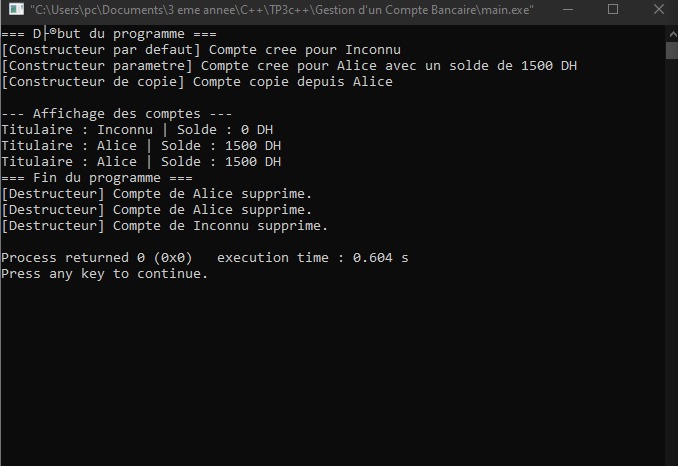 "C:\Users\pc\Documents\3 eme annee\C++\TP3c++\Gestion d'un Compte Bancaire\main.exe"
=== D├®but du programme ===
[Constructeur par defaut] Compte cree pour Inconnu
[Constructeur parametre] Compte cree pour Alice avec un solde de 1500 DH
[Constructeur de copie] Compte copie depuis Alice
--- Affichage des comptes ---
Titulaire : Inconnu | Solde : 0 DH
Titulaire : Alice | Solde : 1500 DH
Titulaire : Alice | Solde : 1500 DH
=== Fin du programme ===
[Destructeur] Compte de Alice supprime.
[Destructeur] Compte de Alice supprime.
[Destructeur] Compte de Inconnu supprime.
Process returned 0 (0x0)   execution time : 0.604 s
Press any key to continue.